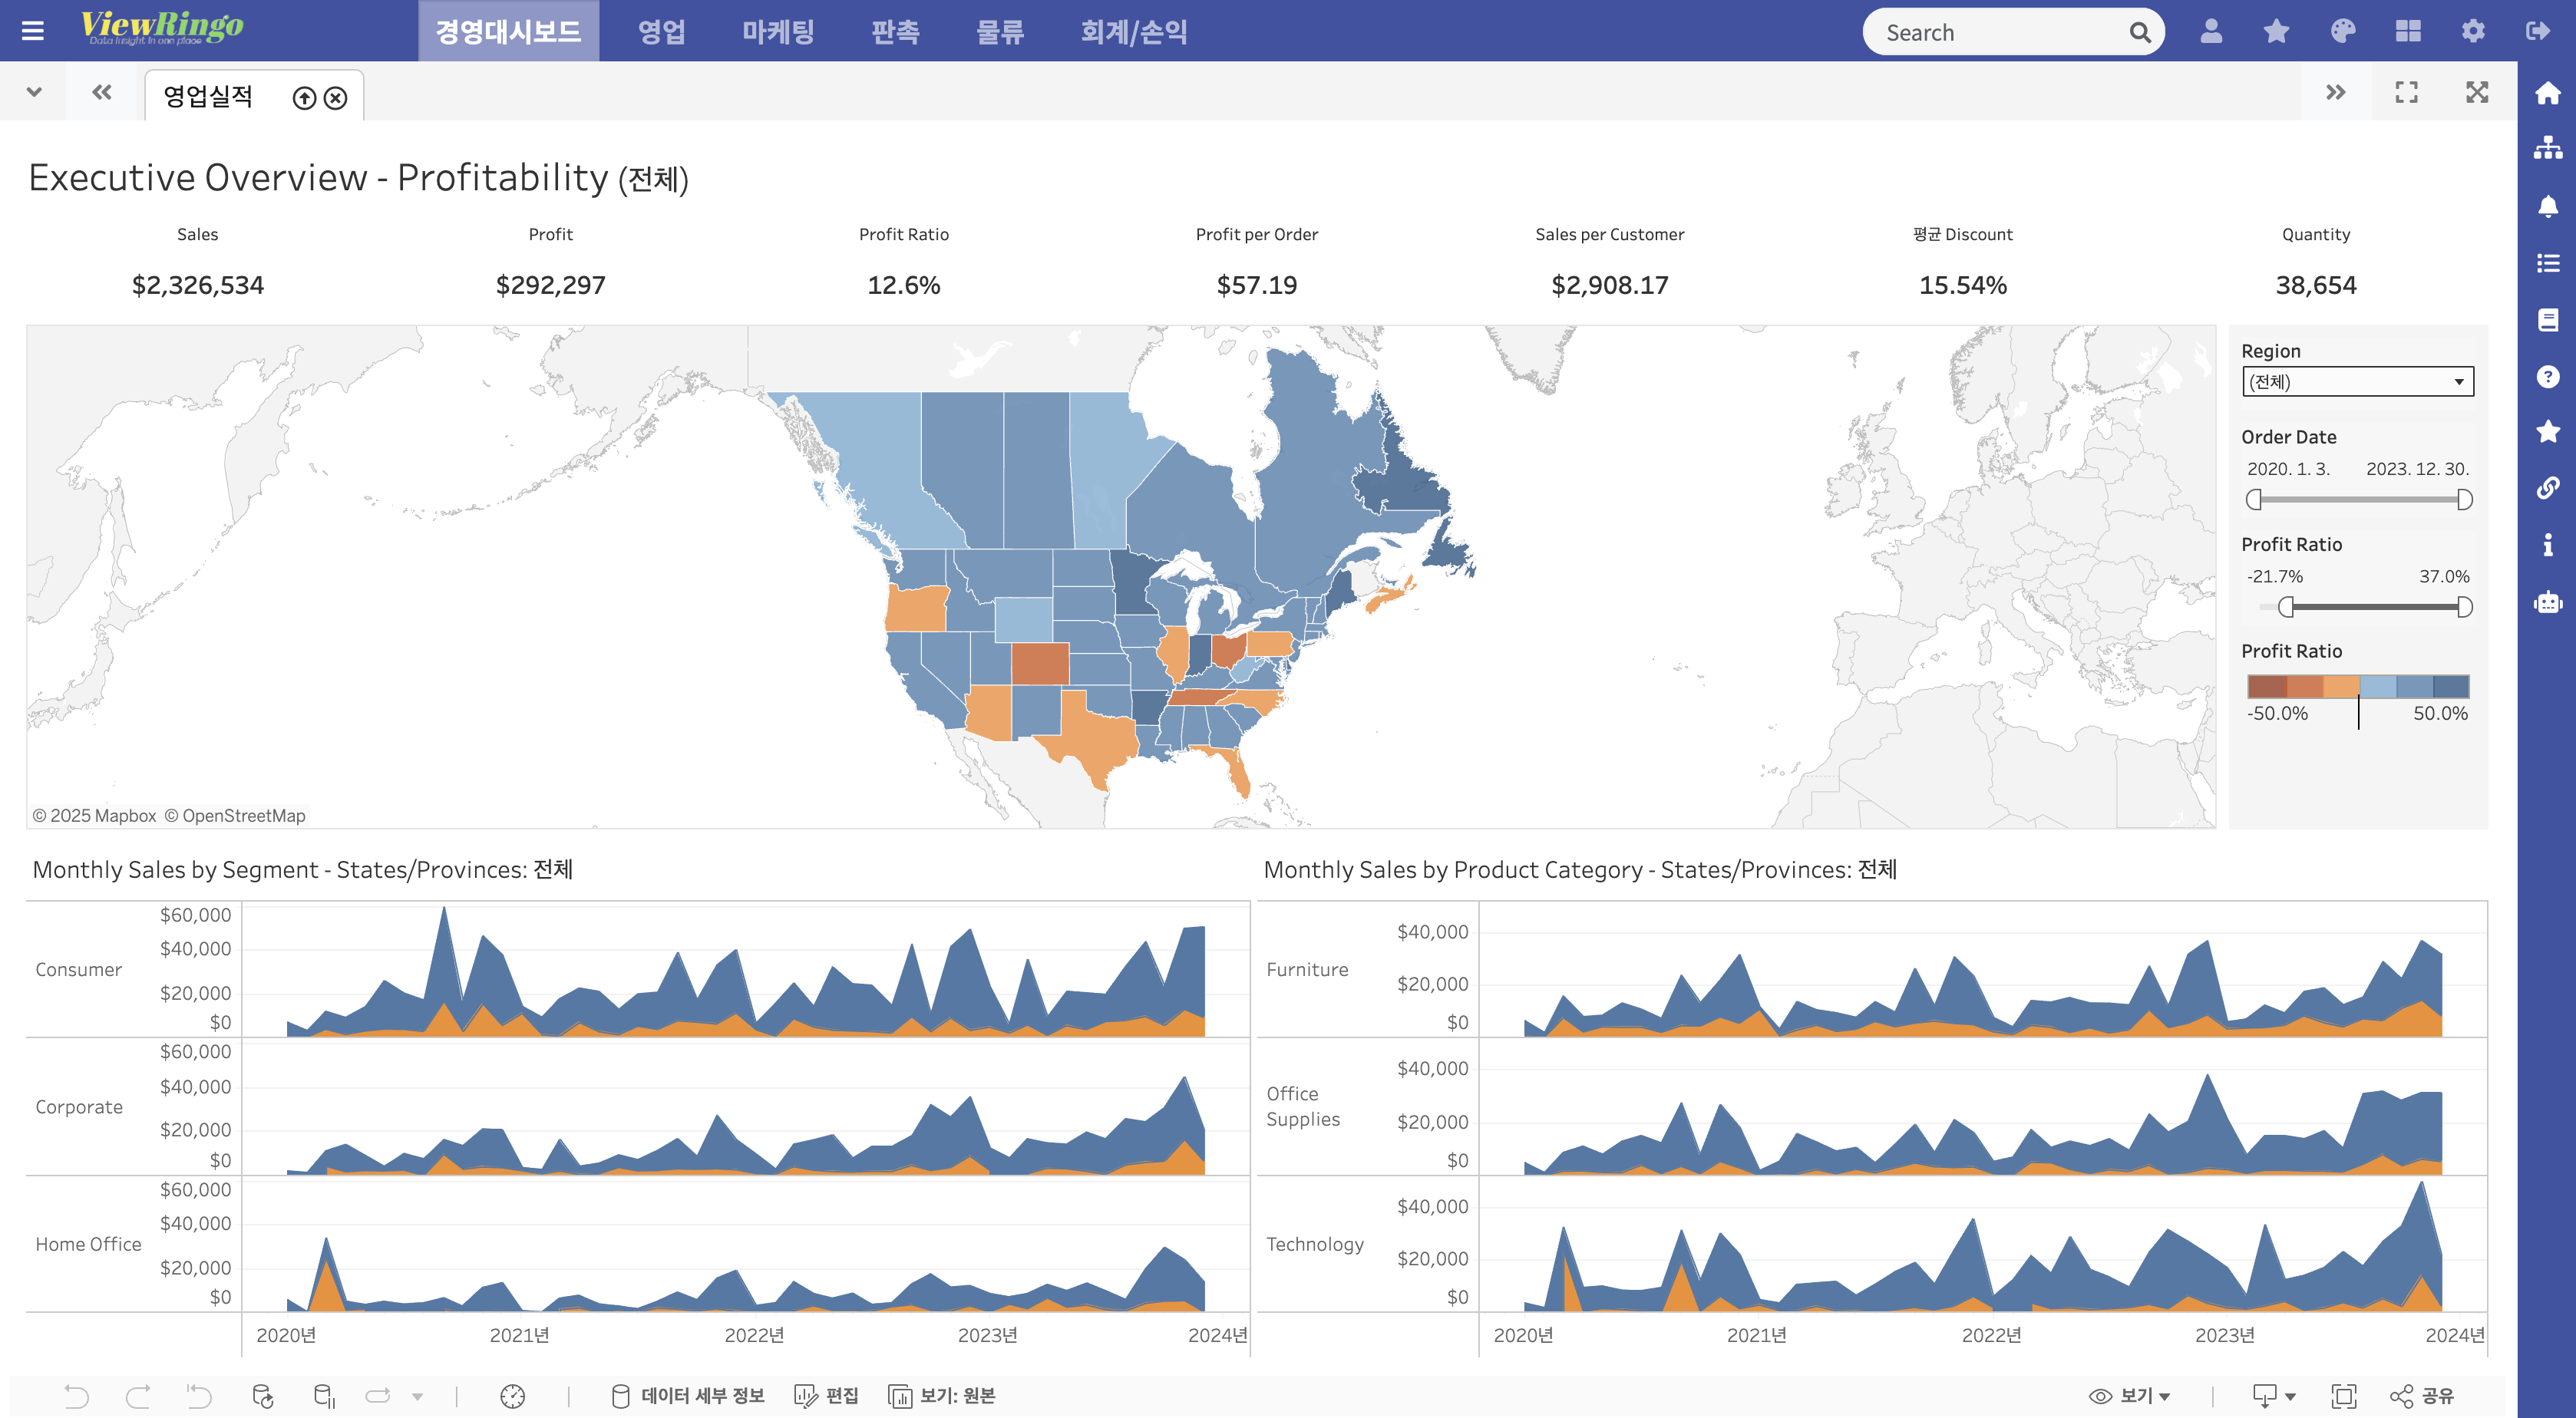 ViewRingo
Data insight in one place
경영대시보드 영업 마케팅 판촉 물류 회계/손익
Search
영업실적
Executive Overview - Profitability (전체)
Sales Profit Profit Ratio Profit per Order Sales per Customer 평균 Discount Quantity
$2,326,534 $292,297 12.6% $57.19 $2,908.17 15.54% 38,654
Region
(전체)
Order Date
2020. 1. 3. 2023. 12. 30.
Profit Ratio
-21.7% 37.0%
Profit Ratio
-50.0% 50.0%
© 2025 Mapbox © OpenStreetMap
Monthly Sales by Segment - States/Provinces: 전체
Consumer
$60,000
$40,000
$20,000
$0
Corporate
$60,000
$40,000
$20,000
$0
Home Office
$60,000
$40,000
$20,000
$0
2020년 2021년 2022년 2023년 2024년
Monthly Sales by Product Category - States/Provinces: 전체
Furniture
$40,000
$20,000
$0
Office
Supplies
$40,000
$20,000
$0
Technology
$40,000
$20,000
$0
2020년 2021년 2022년 2023년 2024년
데이터 세부 정보 편집 보기: 원본 보기 공유